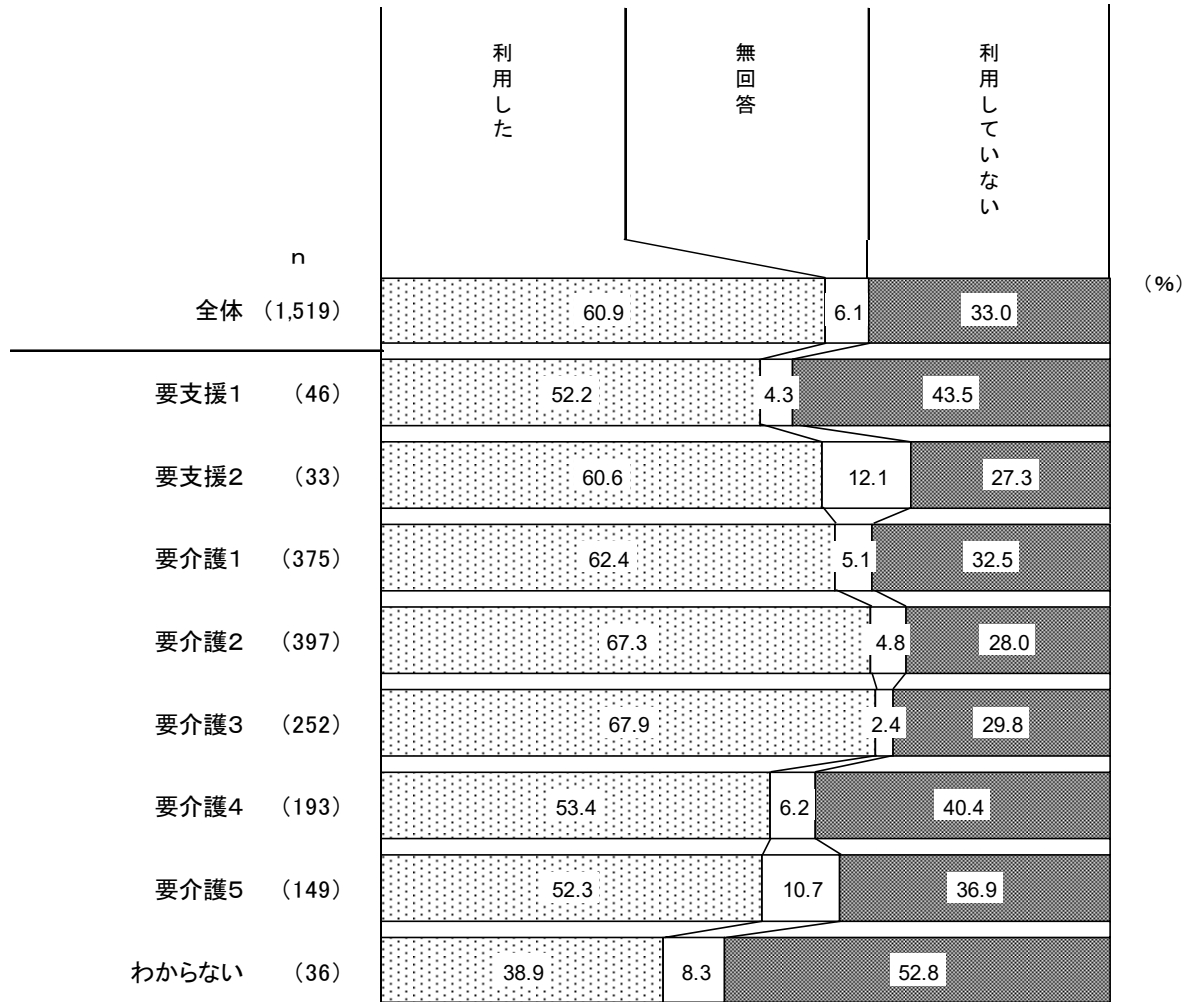 利用した
無回答
利用していない
n
(%)
全体 (1,519) 60.9 6.1 33.0
要支援1 (46) 52.2 4.3 43.5
要支援2 (33) 60.6 12.1 27.3
要介護1 (375) 62.4 5.1 32.5
要介護2 (397) 67.3 4.8 28.0
要介護3 (252) 67.9 2.4 29.8
要介護4 (193) 53.4 6.2 40.4
要介護5 (149) 52.3 10.7 36.9
わからない (36) 38.9 8.3 52.8